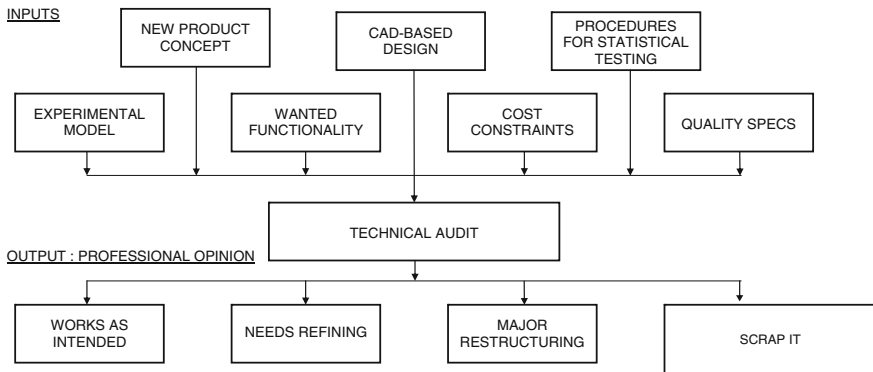 INPUTS
NEW PRODUCT
CONCEPT
CAD-BASED
DESIGN
PROCEDURES
FOR STATISTICAL
TESTING
EXPERIMENTAL
MODEL
WANTED
FUNCTIONALITY
COST
CONSTRAINTS
QUALITY SPECS
TECHNICAL AUDIT
OUTPUT : PROFESSIONAL OPINION
WORKS AS
INTENDED
NEEDS REFINING
MAJOR
RESTRUCTURING
SCRAP IT